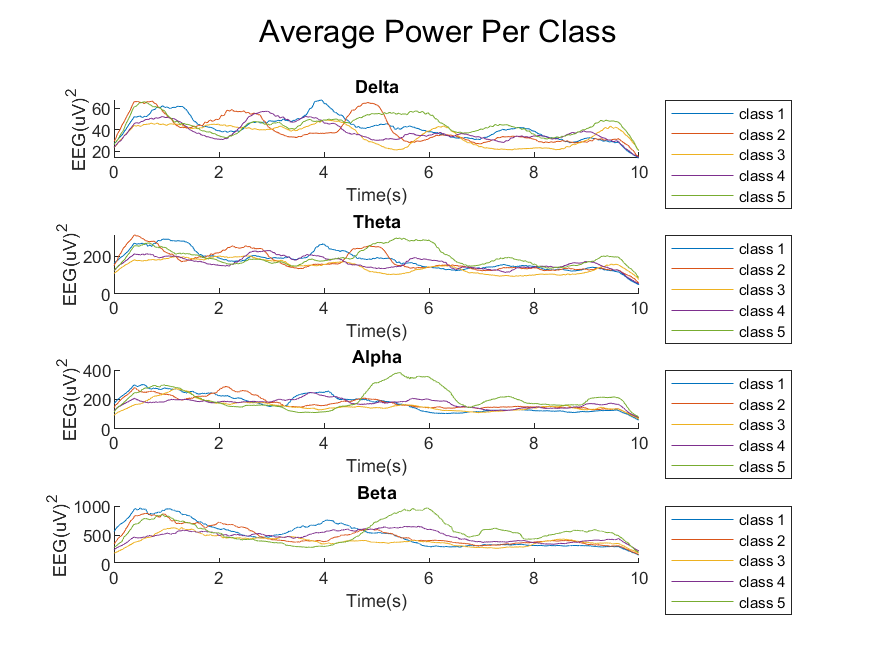 Average Power Per Class
Delta
EEG(uV)2
60
40
20
0 2 4 6 8 10
Time(s)
class 1
class 2
class 3
class 4
class 5
Theta
EEG(uV)2
200
0
0 2 4 6 8 10
Time(s)
class 1
class 2
class 3
class 4
class 5
Alpha
EEG(uV)2
400
200
0
0 2 4 6 8 10
Time(s)
class 1
class 2
class 3
class 4
class 5
Beta
EEG(uV)2
1000
500
0
0 2 4 6 8 10
Time(s)
class 1
class 2
class 3
class 4
class 5